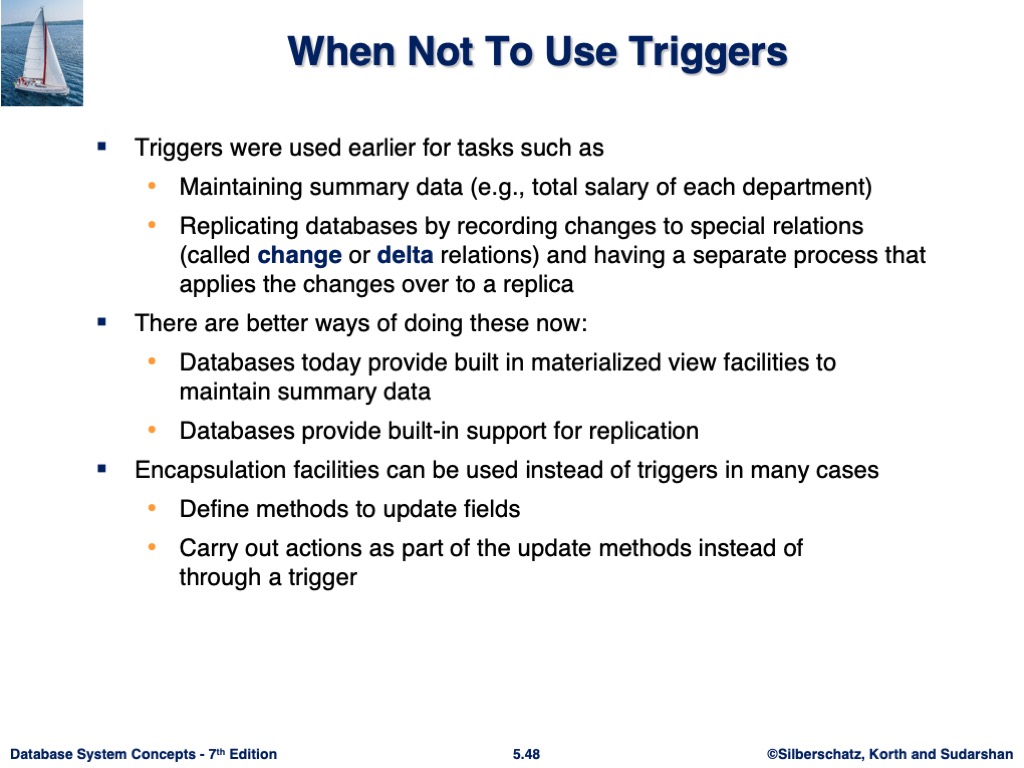 When Not To Use Triggers
▪ Triggers were used earlier for tasks such as
• Maintaining summary data (e.g., total salary of each department)
• Replicating databases by recording changes to special relations
(called change or delta relations) and having a separate process that
applies the changes over to a replica
▪ There are better ways of doing these now:
• Databases today provide built in materialized view facilities to
maintain summary data
• Databases provide built-in support for replication
▪ Encapsulation facilities can be used instead of triggers in many cases
• Define methods to update fields
• Carry out actions as part of the update methods instead of
through a trigger
Database System Concepts - 7th Edition 5.48 ©Silberschatz, Korth and Sudarshan